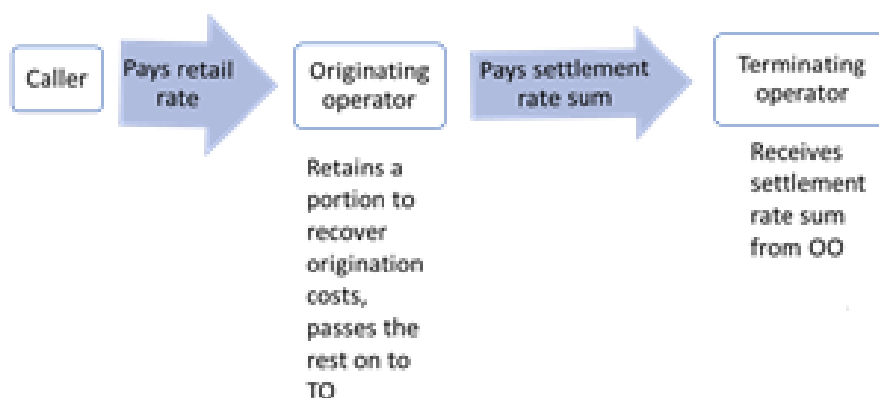 Caller
Pays retail
rate
Originating
operator
Pays settlement
rate sum
Terminating
operator
Retains a
portion to
recover
origination
costs,
passes the
rest on to
TO
Receives
settlement
rate sum
from OO